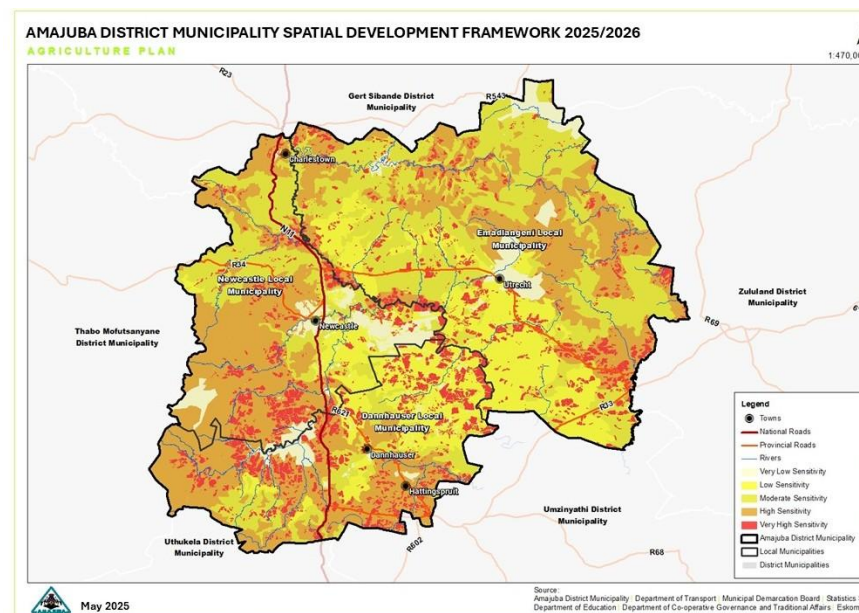 AMAJUBA DISTRICT MUNICIPALITY SPATIAL DEVELOPMENT FRAMEWORK 2025/2026
AGRICULTURE PLAN
R23
Gert Sibande District
Municipality
R543
Charlestown
N11
Emadlangeni Local
Municipality
R34
Newcastle Local
Municipality
Utrecht
Zululand District
Municipality
R69
Thabo Mofutsanyane
District Municipality
Newcastle
R621
Dannhauser Local
Municipality
R33
Dannhauser
Hattingspruit
Umzinyathi District
Municipality
Uthukela District
Municipality
R602
R68
Legend
Towns
National Roads
Provincial Roads
Rivers
Very Low Sensitivity
Low Sensitivity
Moderate Sensitivity
High Sensitivity
Very High Sensitivity
Amajuba District Municipality
Local Municipalities
District Municipalities
May 2025
Source:
Amajuba District Municipality | Department of Transport | Municipal Demarcation Board | Statistics
Department of Education | Department of Co-operative Governance and Traditional Affairs | Eskom